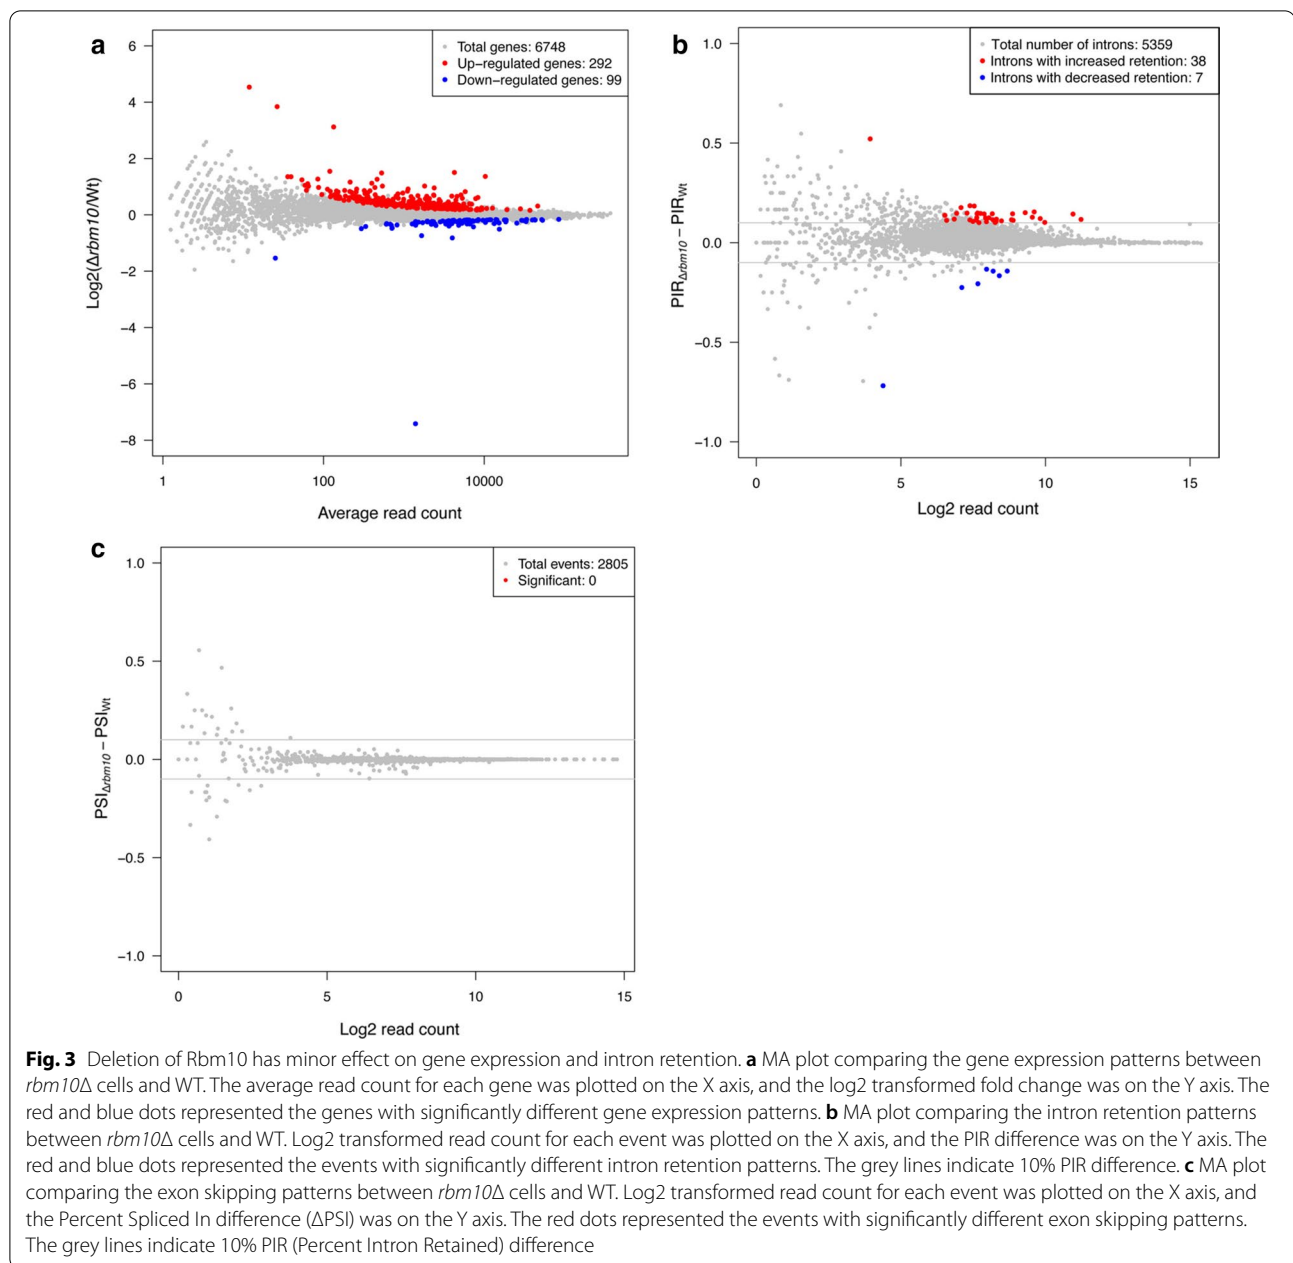 a
Total genes: 6748
Up−regulated genes: 292
Down−regulated genes: 99
6
4
2
0
−2
−4
−6
−8
Log2(Δrbm10/Wt)
1
100
10000
Average read count
b
Total number of introns: 5359
Introns with increased retention: 38
Introns with decreased retention: 7
1.0
0.5
0.0
−0.5
−1.0
PIRΔrbm10 − PIRWt
0
5
10
15
Log2 read count
c
Total events: 2805
Significant: 0
1.0
0.5
0.0
−0.5
−1.0
PSIΔrbm10 − PSIWt
0
5
10
15
Log2 read count
Fig. 3 Deletion of Rbm10 has minor effect on gene expression and intron retention. a MA plot comparing the gene expression patterns between
rbm10Δ cells and WT. The average read count for each gene was plotted on the X axis, and the log2 transformed fold change was on the Y axis. The
red and blue dots represented the genes with significantly different gene expression patterns. b MA plot comparing the intron retention patterns
between rbm10Δ cells and WT. Log2 transformed read count for each event was plotted on the X axis, and the PIR difference was on the Y axis. The
red and blue dots represented the events with significantly different intron retention patterns. The grey lines indicate 10% PIR difference. c MA plot
comparing the exon skipping patterns between rbm10Δ cells and WT. Log2 transformed read count for each event was plotted on the X axis, and
the Percent Spliced In difference (ΔPSI) was on the Y axis. The red dots represented the events with significantly different exon skipping patterns.
The grey lines indicate 10% PIR (Percent Intron Retained) difference